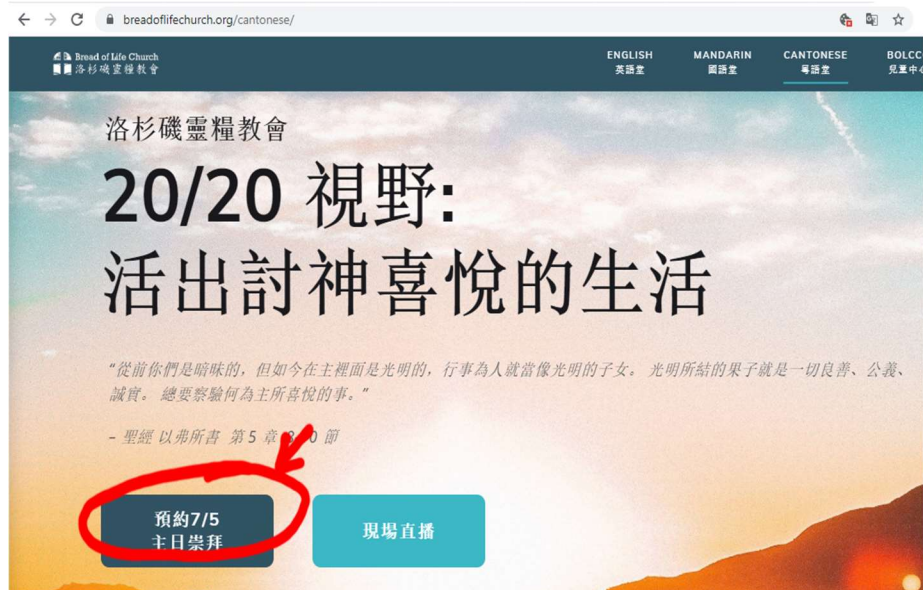 breadoflifechurch.org/cantonese/
Bread of Life Church
洛杉磯靈糧教會
ENGLISH
英語堂
MANDARIN
國語堂
CANTONESE
粵語堂
BOLCC
兒童中心
洛杉磯靈糧教會
20/20 視野:
活出討神喜悅的生活
“從前你們是暗昧的，但如今在主裡面是光明的，行事為人就當像光明的子女。 光明所結的果子就是一切良善、公義、
誠實。 總要察驗何為主所喜悅的事。”
– 聖經 以弗所書 第 5 章 0 節
預約7/5
主日崇拜
現場直播